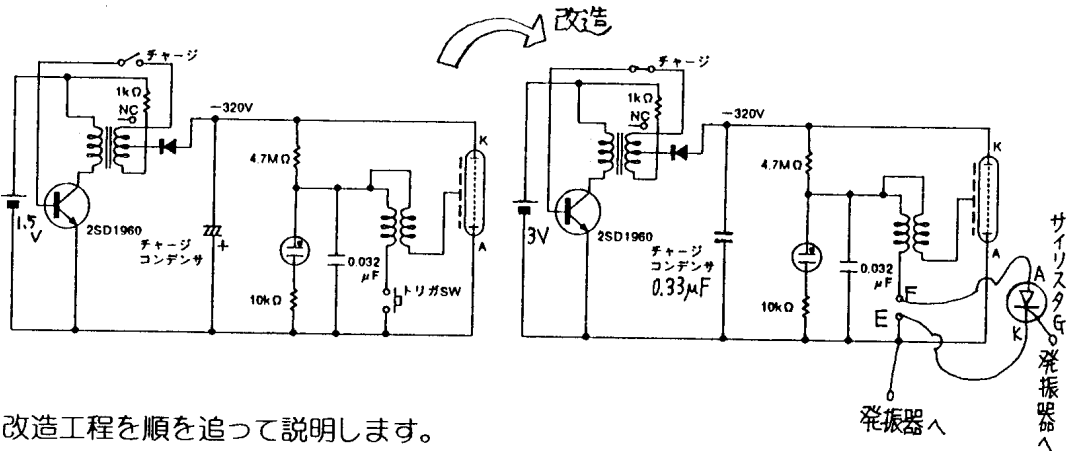 改造
チャージ
1kΩ
NC
−320V
4.7MΩ
K
1.5V
2SD1960
チャージ
コンデンサ
0.032
μF
10kΩ
トリガSW
A
チャージ
1kΩ
NC
−320V
4.7MΩ
K
3V
2SD1960
チャージ
コンデンサ
0.33μF
0.032
μF
10kΩ
A
F
E
サイリスタ
A
G
K
発振器へ
発振器へ
改造工程を順を追って説明します。